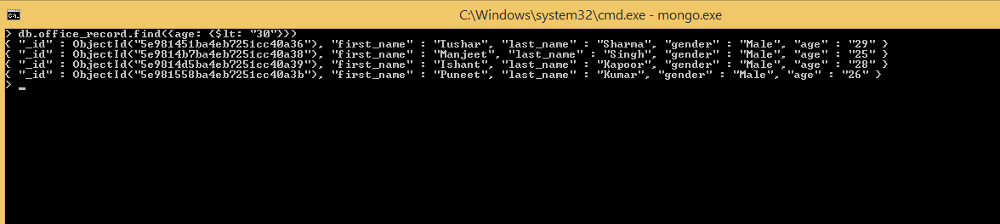 C:\Windows\system32\cmd.exe - mongo.exe
> db.office_record.find({age: {$lt: "30"}})
{ "_id" : ObjectId("5e981451ba4eb7251cc40a36"), "first_name" : "Tushar", "last_name" : "Sharma", "gender" : "Male", "age" : "29" }
{ "_id" : ObjectId("5e9814b7ba4eb7251cc40a38"), "first_name" : "Manjeet", "last_name" : "Singh", "gender" : "Male", "age" : "25" }
{ "_id" : ObjectId("5e9814d5ba4eb7251cc40a39"), "first_name" : "Ishant", "last_name" : "Kapoor", "gender" : "Male", "age" : "28" }
{ "_id" : ObjectId("5e981558ba4eb7251cc40a3b"), "first_name" : "Puneet", "last_name" : "Kumar", "gender" : "Male", "age" : "26" }
> _